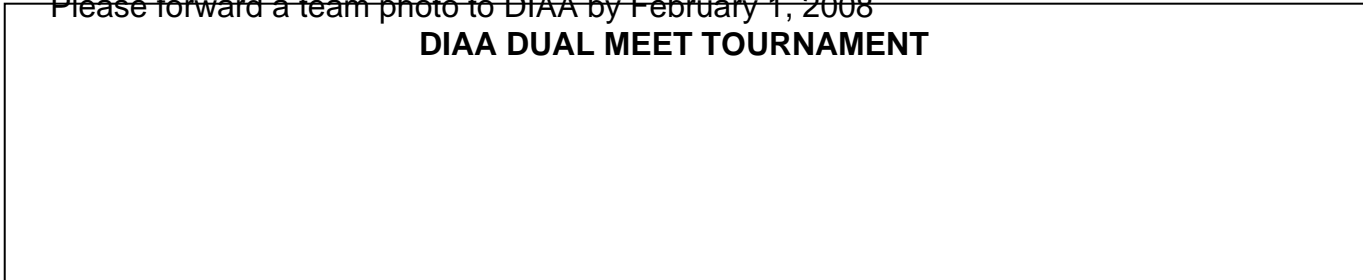 Please forward a team photo to DIAA by February 1, 2008
DIAA DUAL MEET TOURNAMENT